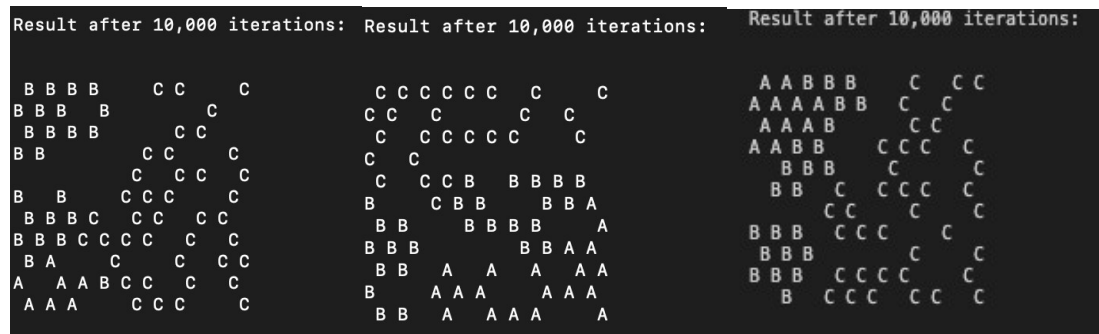 Result after 10,000 iterations:
B B B B C C C
B B B B C
B B B B C C
B B C C C
C C C C
B B C C C C
B B B C C C C C
B B B C C C C C C
B A C C C C
A A A B C C C C
A A A C C C C
Result after 10,000 iterations:
C C C C C C C C
C C C C C
C C C C C C C
C C
C C C B B B B B
B C B B B B A
B B B B B B A
B B B B B A A
B B A A A A A
B A A A A A A
B B A A A A A
Result after 10,000 iterations:
A A B B B C C C
A A A A B B C C
A A A B C C
A A B B C C C C
B B B C C
B B C C C C C
C C C C
B B B C C C C
B B B C C
B B B C C C C C
B C C C C C C